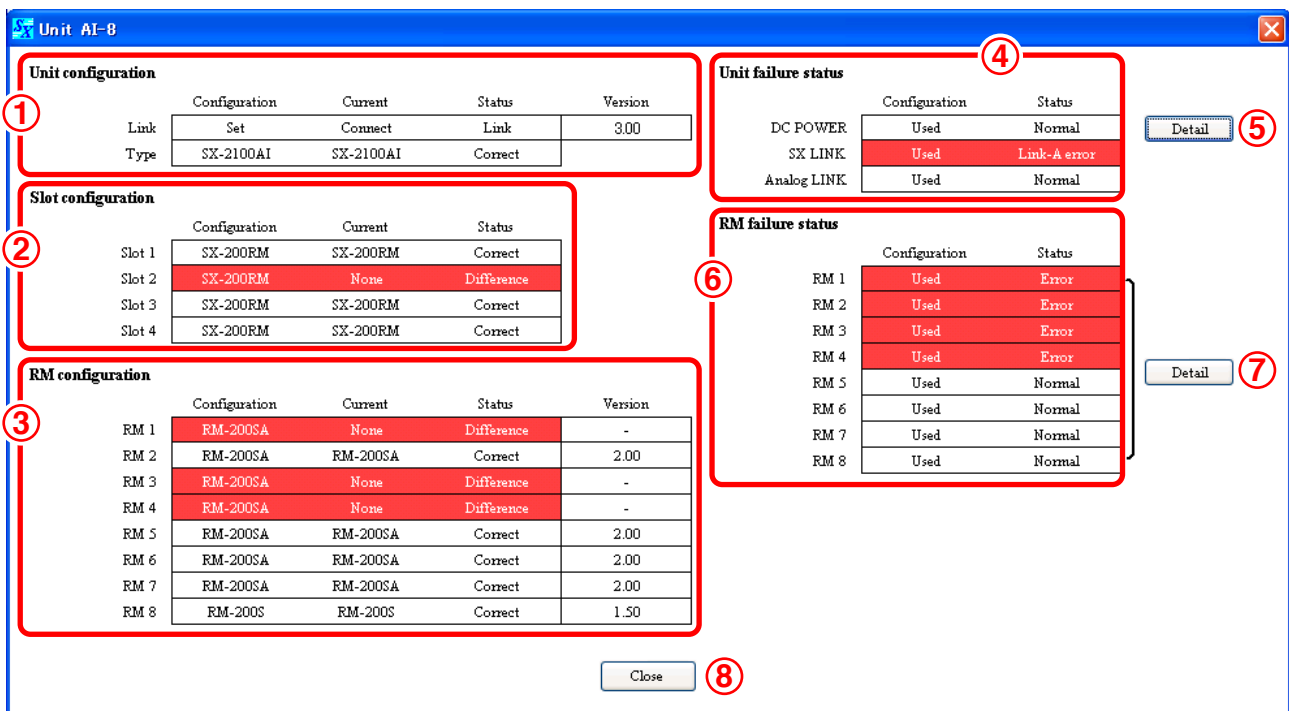 SX Unit AI-8
④
Unit configuration
Configuration Current Status Version
①
Link Set Connect Link 3.00
Type SX-2100AI SX-2100AI Correct
Unit failure status
Configuration Status
DC POWER Used Normal
Detail ⑤
SX LINK Used Link-A error
Analog LINK Used Normal
Slot configuration
Configuration Current Status
②
Slot 1 SX-200RM SX-200RM Correct
Slot 2 SX-200RM None Difference
Slot 3 SX-200RM SX-200RM Correct
Slot 4 SX-200RM SX-200RM Correct
RM failure status
Configuration Status
⑥
RM 1 Used Error
RM 2 Used Error
RM 3 Used Error
RM 4 Used Error
RM 5 Used Normal
RM 6 Used Normal
RM 7 Used Normal
RM 8 Used Normal
Detail ⑦
RM configuration
Configuration Current Status Version
③
RM 1 RM-200SA None Difference -
RM 2 RM-200SA RM-200SA Correct 2.00
RM 3 RM-200SA None Difference -
RM 4 RM-200SA None Difference -
RM 5 RM-200SA RM-200SA Correct 2.00
RM 6 RM-200SA RM-200SA Correct 2.00
RM 7 RM-200SA RM-200SA Correct 2.00
RM 8 RM-200S RM-200S Correct 1.50
Close ⑧